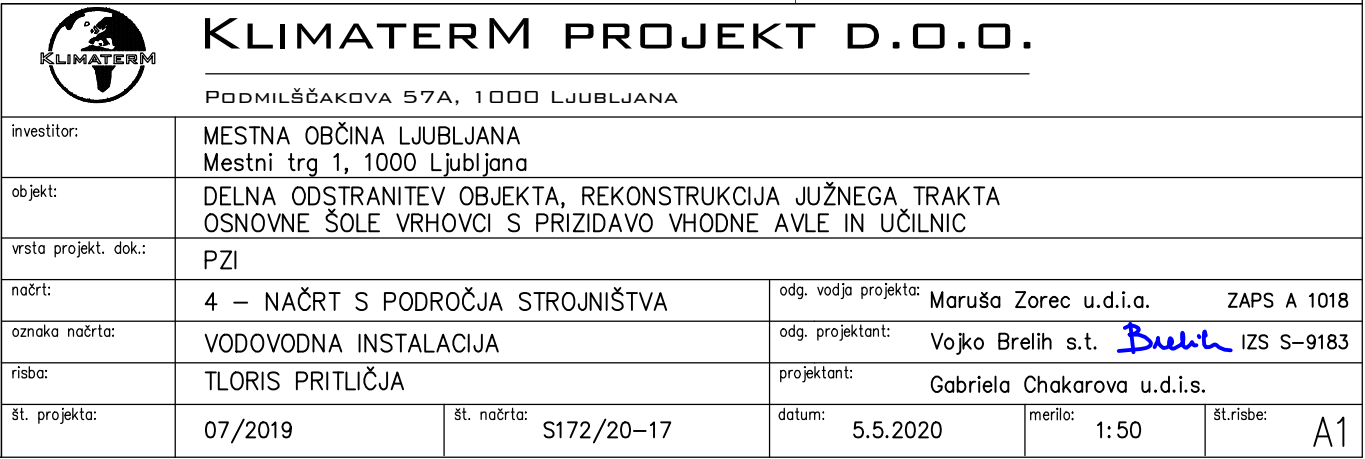 KLIMATERM
KLIMATERM PROJEKT D.O.O.
PODMILŠČAKOVA 57A, 1000 LJUBLJANA
investitor: MESTNA OBČINA LJUBLJANA
Mestni trg 1, 1000 Ljubljana
objekt: DELNA ODSTRANITEV OBJEKTA, REKONSTRUKCIJA JUŽNEGA TRAKTA
OSNOVNE ŠOLE VRHOVCI S PRIZIDAVO VHODNE AVLE IN UČILNIC
vrsta projekt. dok.: PZI
načrt: 4 – NAČRT S PODROČJA STROJNIŠTVA odg. vodja projekta: Maruša Zorec u.d.i.a. ZAPS A 1018
oznaka načrta: VODOVODNA INSTALACIJA odg. projektant: Vojko Brelih s.t. Brelih IZS S–9183
risba: TLORIS PRITLIČJA projektant: Gabriela Chakarova u.d.i.s.
št. projekta: 07/2019 št. načrta: S172/20–17 datum: 5.5.2020 merilo: 1:50 št.risbe: A1